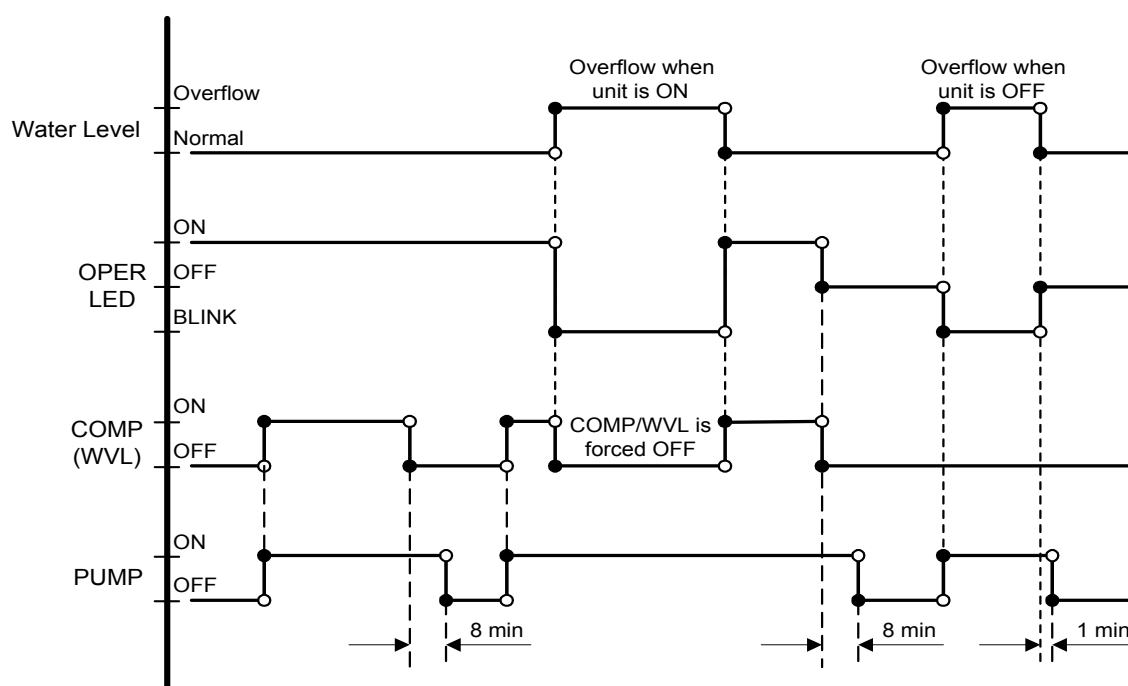 Overflow when
unit is ON
Overflow when
unit is OFF
Water Level
Overflow
Normal
OPER
LED
ON
OFF
BLINK
COMP
(WVL)
ON
OFF
COMP/WVL is
forced OFF
PUMP
ON
OFF
8 min
8 min
1 min